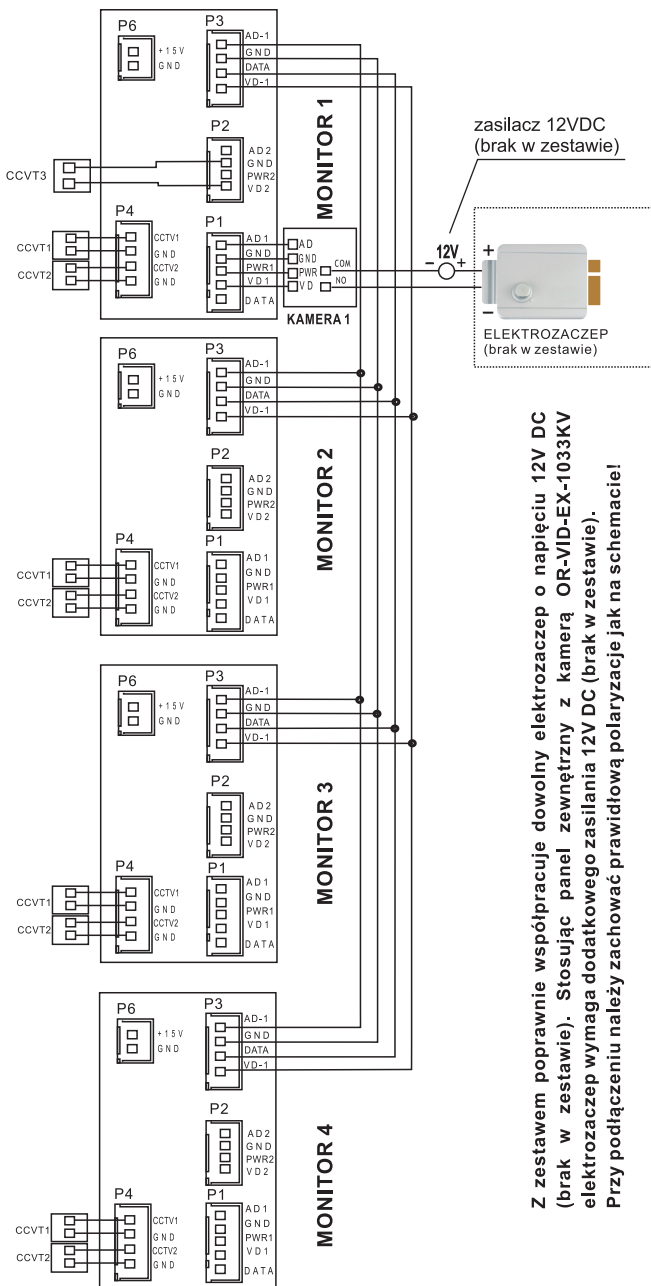 P6
+15V
GND
P3
AD-1
GND
DATA
VD-1
P2
AD2
GND
PWR2
VD2
CCVT3
P4
CCTV1
GND
CCTV2
GND
CCVT1
CCVT2
P1
AD1
GND
PWR1
VD1
DATA
MONITOR 1
AD
GND
PWR
VD
COM
NO
KAMERA 1
zasilacz 12VDC
(brak w zestawie)
12V
– +
+
–
ELEKTROZACZEP
(brak w zestawie)
P6
+15V
GND
P3
AD-1
GND
DATA
VD-1
P2
AD2
GND
PWR2
VD2
P4
CCTV1
GND
CCTV2
GND
CCVT1
CCVT2
P1
AD1
GND
PWR1
VD1
DATA
MONITOR 2
P6
+15V
GND
P3
AD-1
GND
DATA
VD-1
P2
AD2
GND
PWR2
VD2
P4
CCTV1
GND
CCTV2
GND
CCVT1
CCVT2
P1
AD1
GND
PWR1
VD1
DATA
MONITOR 3
P6
+15V
GND
P3
AD-1
GND
DATA
VD-1
P2
AD2
GND
PWR2
VD2
P4
CCTV1
GND
CCTV2
GND
CCVT1
CCVT2
P1
AD1
GND
PWR1
VD1
DATA
MONITOR 4
Z zestawem poprawnie współpracuje dowolny elektrozaczep o napięciu 12V DC
(brak w zestawie). Stosując panel zewnętrzny z kamerą OR-VID-EX-1033KV
elektrozaczep wymaga dodatkowego zasilania 12V DC (brak w zestawie).
Przy podłączeniu należy zachować prawidłową polaryzacje jak na schemacie!